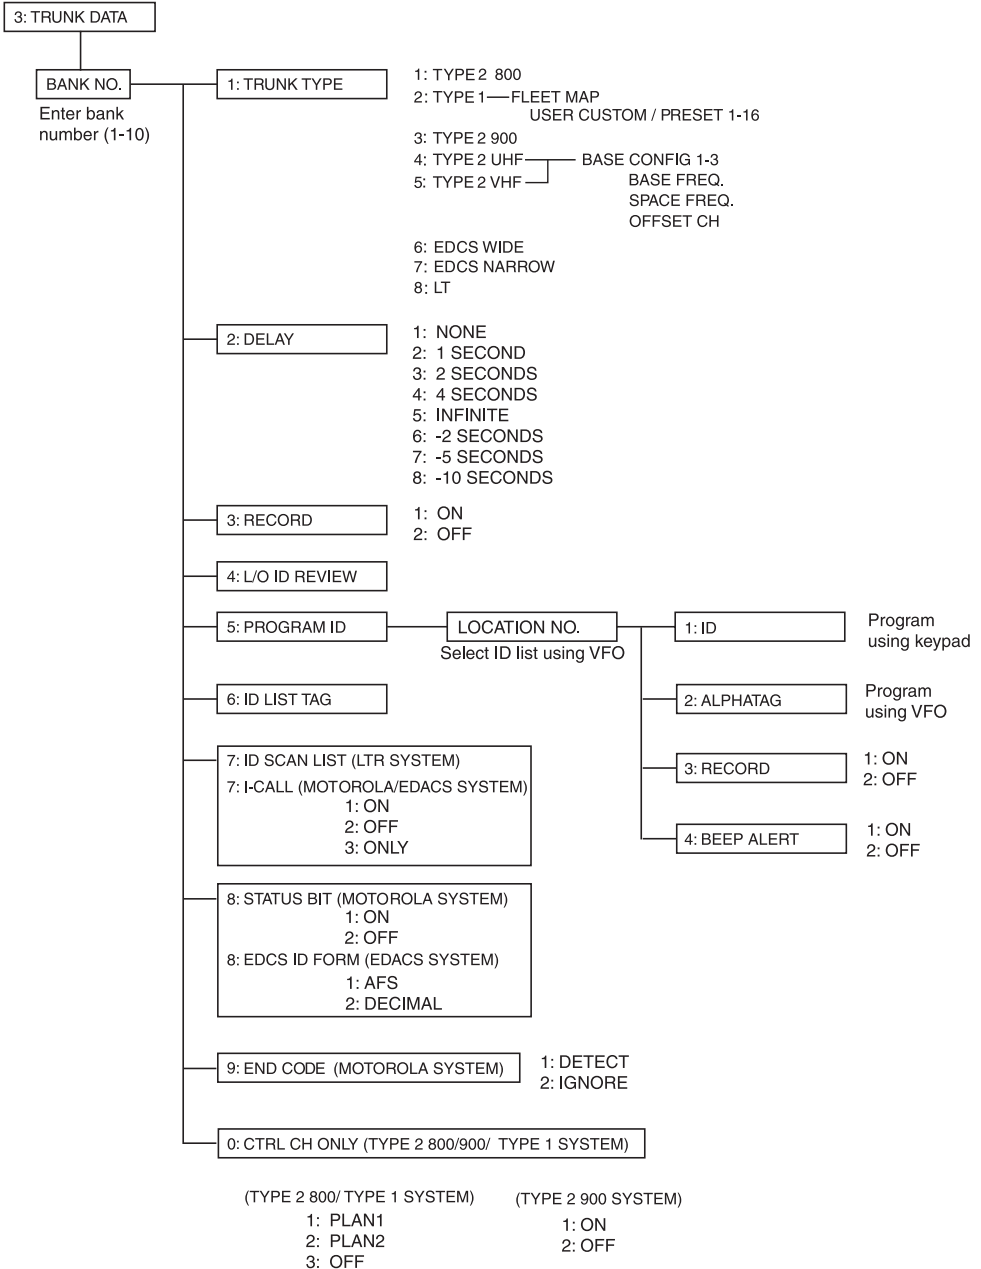 3: TRUNK DATA
BANK NO.
Enter bank
number (1-10)
1: TRUNK TYPE
1: TYPE 2 800
2: TYPE 1 FLEET MAP
USER CUSTOM / PRESET 1-16
3: TYPE 2 900
4: TYPE 2 UHF BASE CONFIG 1-3
5: TYPE 2 VHF BASE FREQ.
SPACE FREQ.
OFFSET CH
6: EDCS WIDE
7: EDCS NARROW
8: LT
2: DELAY
1: NONE
2: 1 SECOND
3: 2 SECONDS
4: 4 SECONDS
5: INFINITE
6: -2 SECONDS
7: -5 SECONDS
8: -10 SECONDS
3: RECORD
1: ON
2: OFF
4: L/O ID REVIEW
5: PROGRAM ID
LOCATION NO.
Select ID list using VFO
1: ID
Program
using keypad
2: ALPHATAG
Program
using VFO
3: RECORD
1: ON
2: OFF
4: BEEP ALERT
1: ON
2: OFF
6: ID LIST TAG
7: ID SCAN LIST (LTR SYSTEM)
7: I-CALL (MOTOROLA/EDACS SYSTEM)
1: ON
2: OFF
3: ONLY
8: STATUS BIT (MOTOROLA SYSTEM)
1: ON
2: OFF
8: EDCS ID FORM (EDACS SYSTEM)
1: AFS
2: DECIMAL
9: END CODE (MOTOROLA SYSTEM)
1: DETECT
2: IGNORE
0: CTRL CH ONLY (TYPE 2 800/900/ TYPE 1 SYSTEM)
(TYPE 2 800/ TYPE 1 SYSTEM)
1: PLAN1
2: PLAN2
3: OFF
(TYPE 2 900 SYSTEM)
1: ON
2: OFF